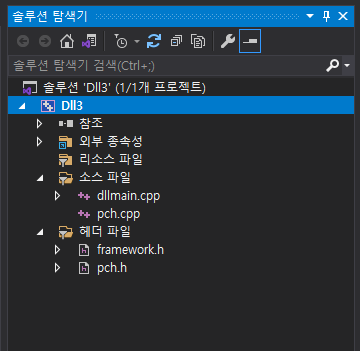 솔루션 탐색기
솔루션 탐색기 검색(Ctrl+;)
솔루션 'Dll3' (1/1개 프로젝트)
Dll3
참조
외부 종속성
리소스 파일
소스 파일
dllmain.cpp
pch.cpp
헤더 파일
framework.h
pch.h